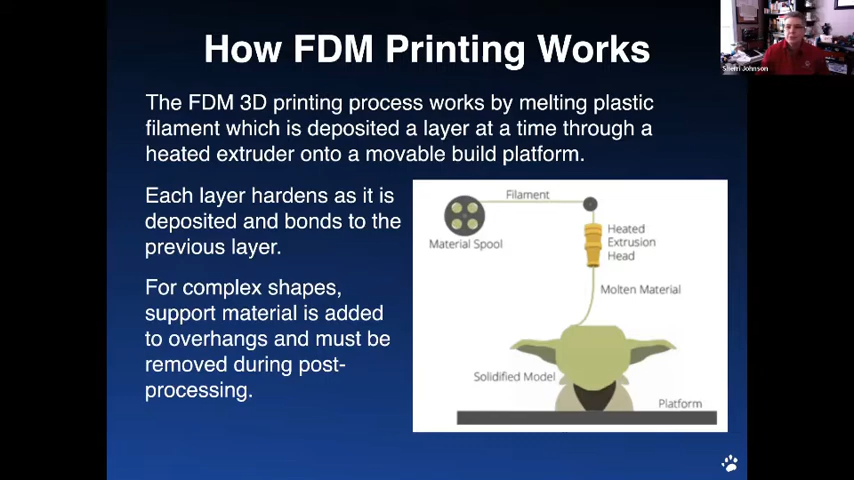 How FDM Printing Works
The FDM 3D printing process works by melting plastic
filament which is deposited a layer at a time through a
heated extruder onto a movable build platform.
Each layer hardens as it is
deposited and bonds to the
previous layer.
For complex shapes,
support material is added
to overhangs and must be
removed during post-
processing.
Filament
Material Spool
Heated
Extrusion
Head
Molten Material
Solidified Model
Platform
Sherri Johnson